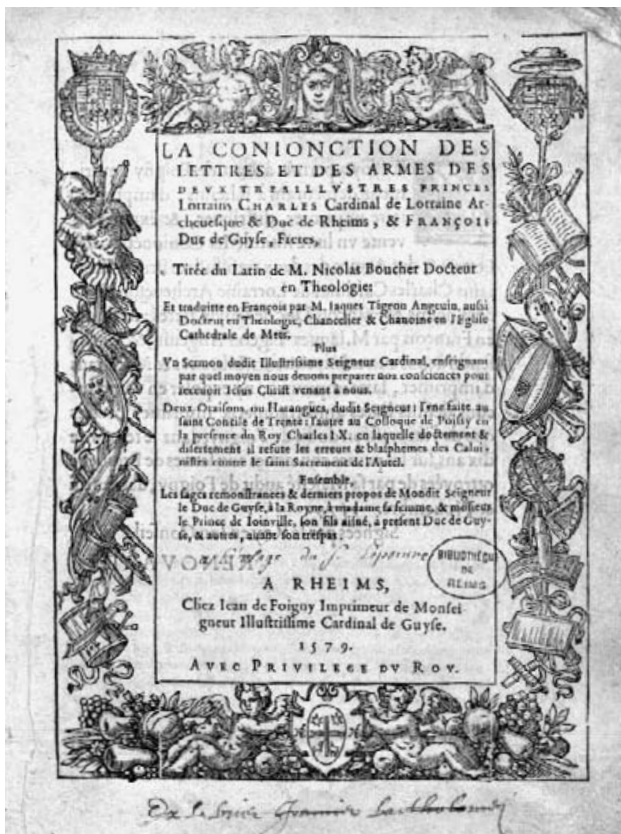 LA CONIONCTION DES
LETTRES ET DES ARMES DES
DEVX TRESILLVSTRES PRINCES
Lorrains CHARLES Cardinal de Lorraine Ar-
cheuesque & Duc de Rheims, & FRANÇOIS
Duc de Guyse, Freres.
Tirée du Latin de M. Nicolas Boucher Docteur
en Theologie:
Et traduitte en François par M. Iaques Tigeou Angeuin, aussi
Docteur en Theologie, Chancelier & Chanoine en l'Eglise
Cathedrale de Mets.
Plus
Vn Sermon dudit Illustrissime Seigneur Cardinal, enseignant
par quel moyen nous deuons preparer nos consciences pour
receuoir Iesus Christ venant à nous.
Deux Oraisons, ou Harangues, dudit Seigneur: l'vne faite au
saint Concile de Trente: l'autre au Colloque de Poissy en
la presence du Roy Charles IX. en laquelle doctement &
disertement il refute les erreurs & blasphemes des Calui-
nistes contre le saint Sacrement de l'Autel.
Ensemble,
Les sages remonstrances & derniers propos de Mondit Seigneur
le Duc de Guyse, à la Royne, à madame sa femme, & mosieur
le Prince de Ioinville, son fils aisné, à present Duc de Guy-
se, & autres, auant son trespas.
BIBLIOTHEQUE
DE
REIMS
A RHEIMS,
Chez Iean de Foigny Imprimeur de Monsei-
gneur Illustrissime Cardinal de Guyse.
1579.
AVEC PRIVILEGE DV ROY.